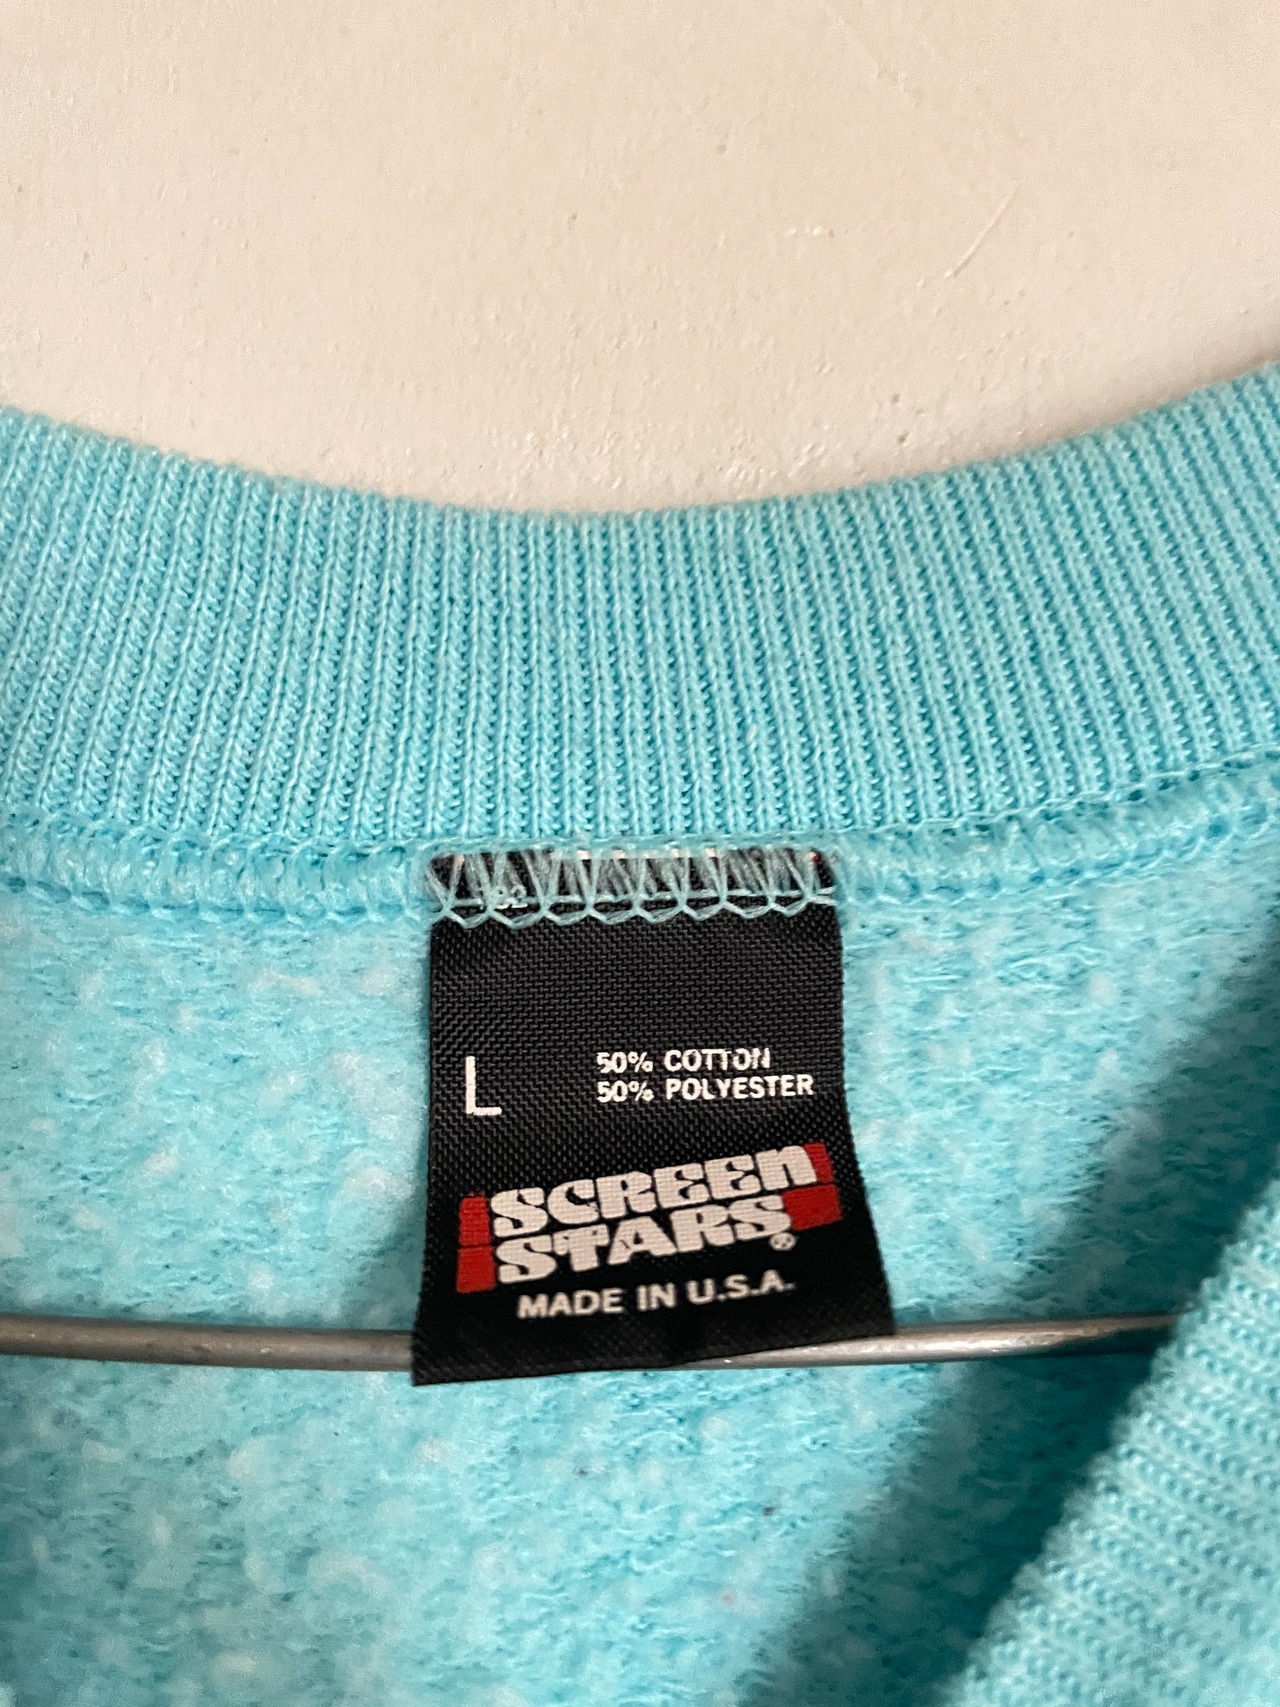 L
50% COTTON
50% POLYESTER
SCREEN
STARS®
MADE IN U.S.A.